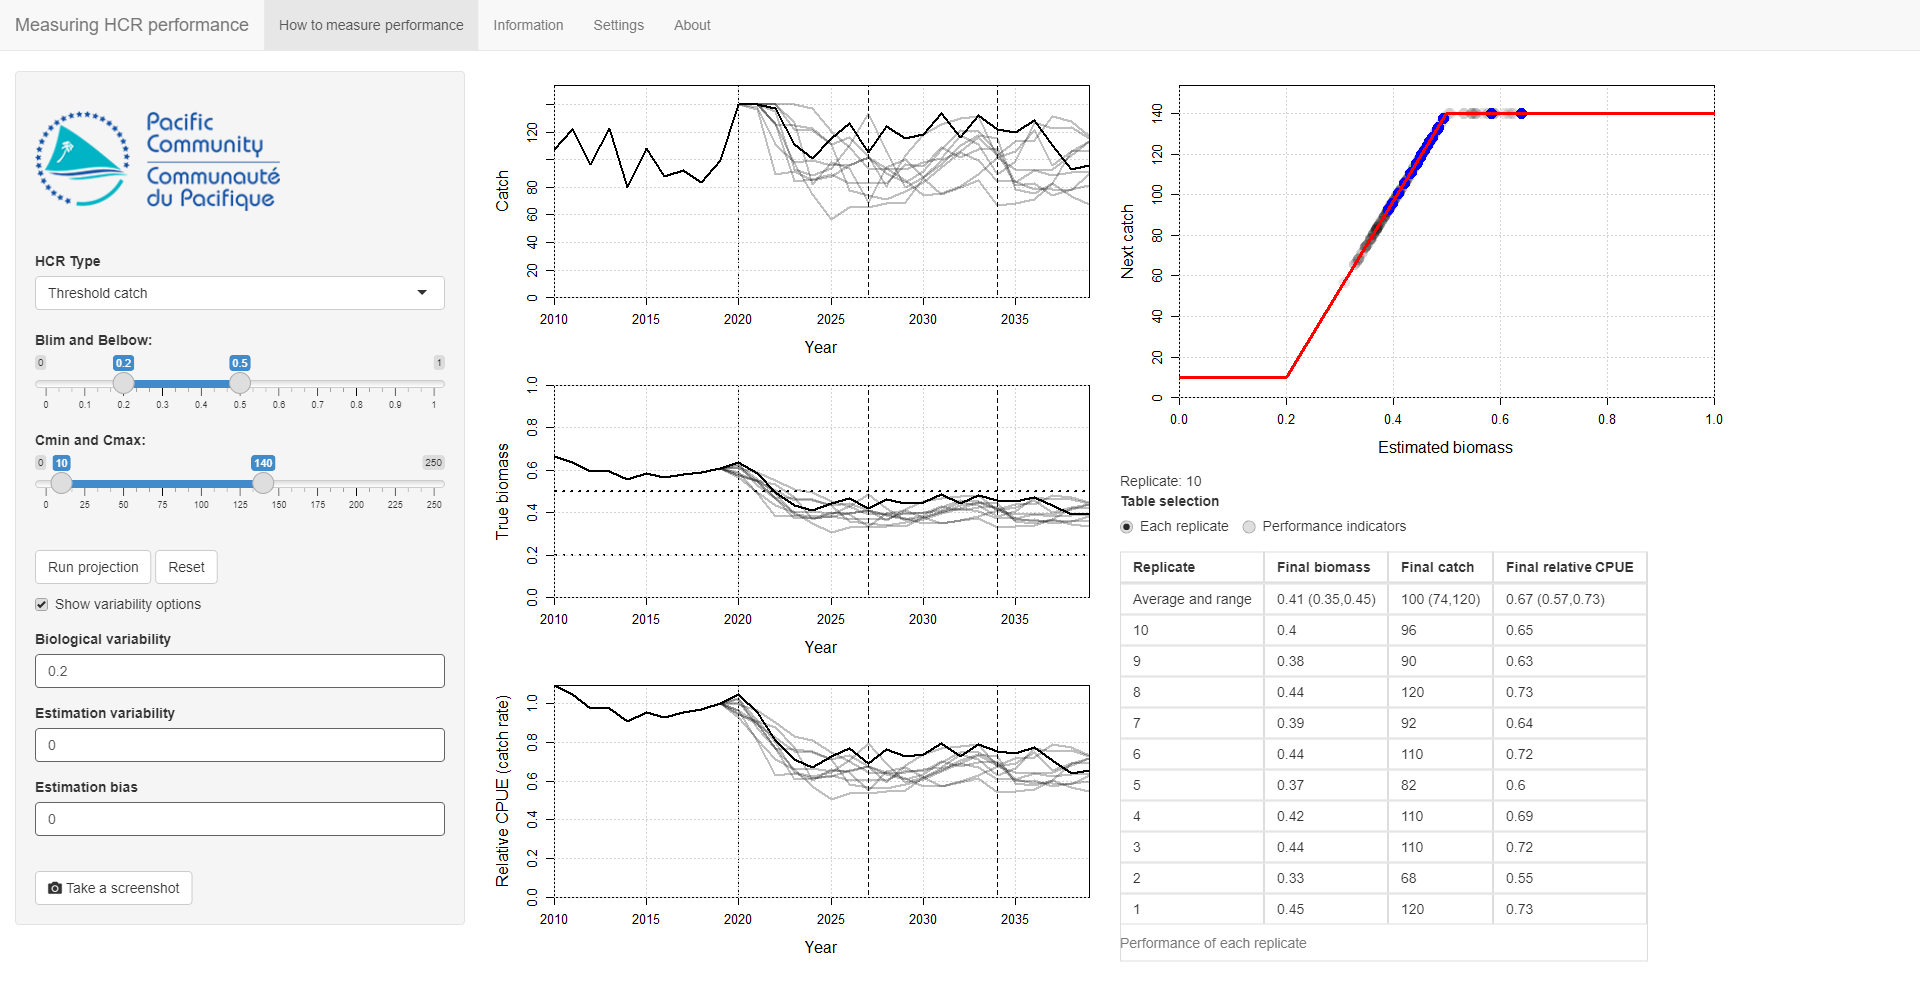 Measuring HCR performance
How to measure performance
Information
Settings
About
Pacific
Community
Communauté
du Pacifique
HCR Type
Threshold catch
Blim and Belbow:
0 0.2 0.5 1
0 0.1 0.2 0.3 0.4 0.5 0.6 0.7 0.8 0.9 1
Cmin and Cmax:
0 10 140 250
0 25 50 75 100 125 150 175 200 225 250
Run projection
Reset
Show variability options
Biological variability
0.2
Estimation variability
0
Estimation bias
0
Take a screenshot
Catch
0 20 40 60 80 120
2010 2015 2020 2025 2030 2035
Year
True biomass
0.0 0.2 0.4 0.6 0.8 1.0
2010 2015 2020 2025 2030 2035
Year
Relative CPUE (catch rate)
0.0 0.2 0.4 0.6 0.8 1.0
2010 2015 2020 2025 2030 2035
Year
Next catch
0 20 40 60 80 100 120 140
0.0 0.2 0.4 0.6 0.8 1.0
Estimated biomass
Replicate: 10
Table selection
Each replicate Performance indicators
Replicate Final biomass Final catch Final relative CPUE
Average and range 0.41 (0.35,0.45) 100 (74,120) 0.67 (0.57,0.73)
10 0.4 96 0.65
9 0.38 90 0.63
8 0.44 120 0.73
7 0.39 92 0.64
6 0.44 110 0.72
5 0.37 82 0.6
4 0.42 110 0.69
3 0.44 110 0.72
2 0.33 68 0.55
1 0.45 120 0.73
Performance of each replicate